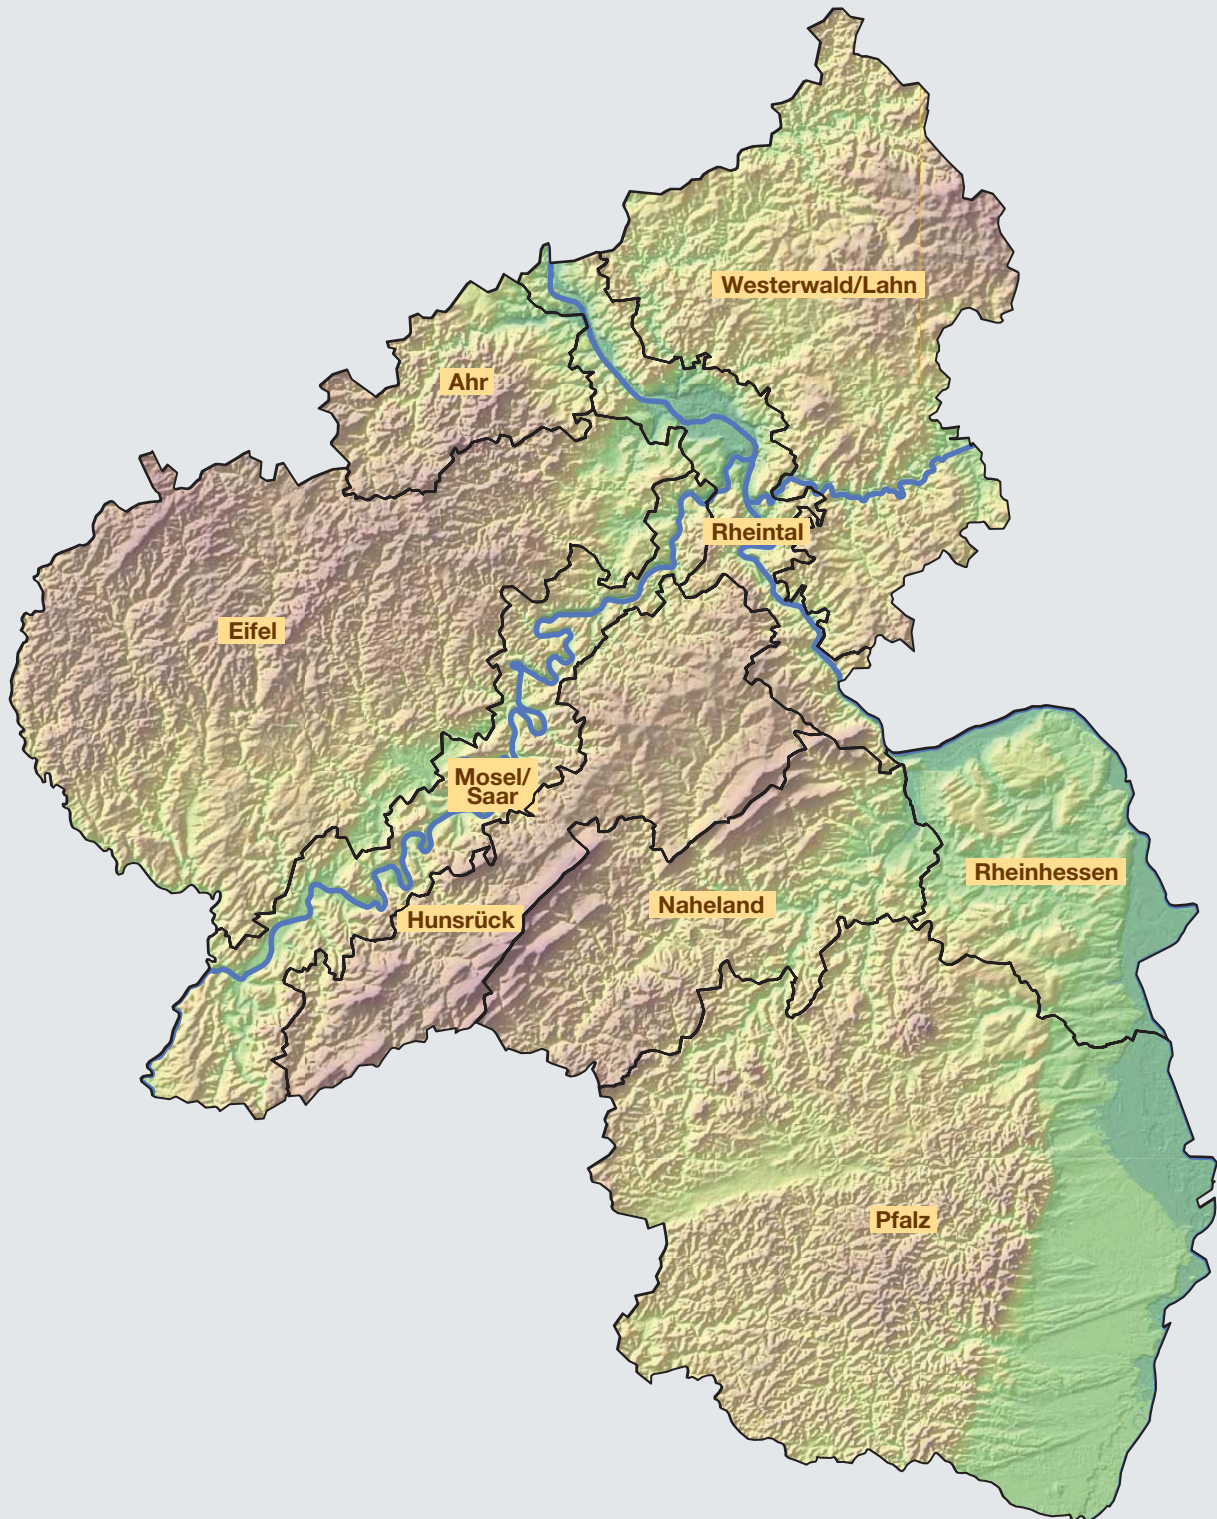 Westerwald/Lahn
Ahr
Rheintal
Eifel
Mosel/
Saar
Rheinhessen
Naheland
Hunsrück
Pfalz